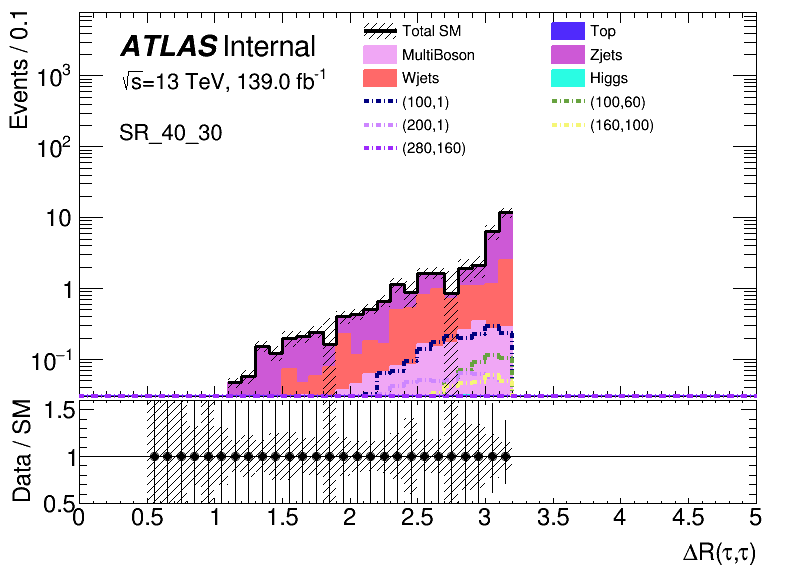 Events / 0.1
10³
10²
10
1
10⁻¹
ATLAS Internal
√s=13 TeV, 139.0 fb⁻¹
SR_40_30
Total SM
Top
MultiBoson
Zjets
Wjets
Higgs
(100,1)
(100,60)
(200,1)
(160,100)
(280,160)
Data / SM
1.5
1
0.5
0 0.5 1 1.5 2 2.5 3 3.5 4 4.5 5
ΔR(τ,τ)